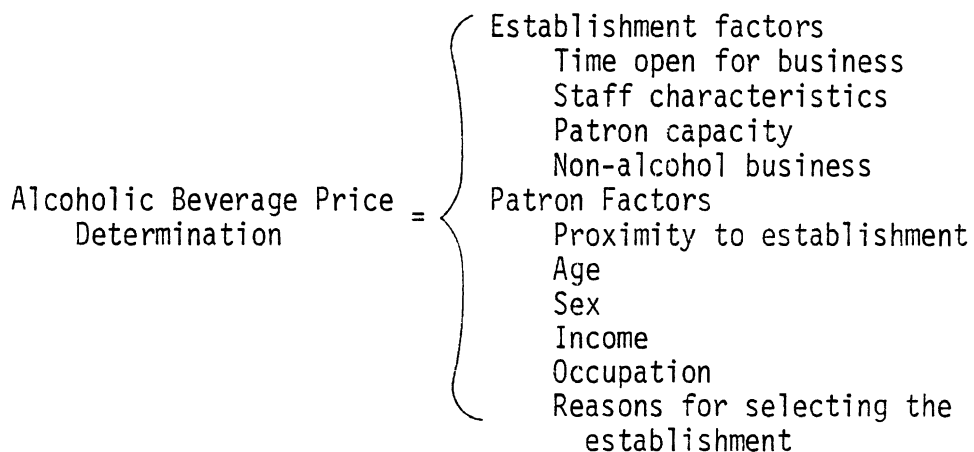 Establishment factors
Time open for business
Staff characteristics
Patron capacity
Non-alcohol business
Alcoholic Beverage Price
Determination
=
Patron Factors
Proximity to establishment
Age
Sex
Income
Occupation
Reasons for selecting the
establishment